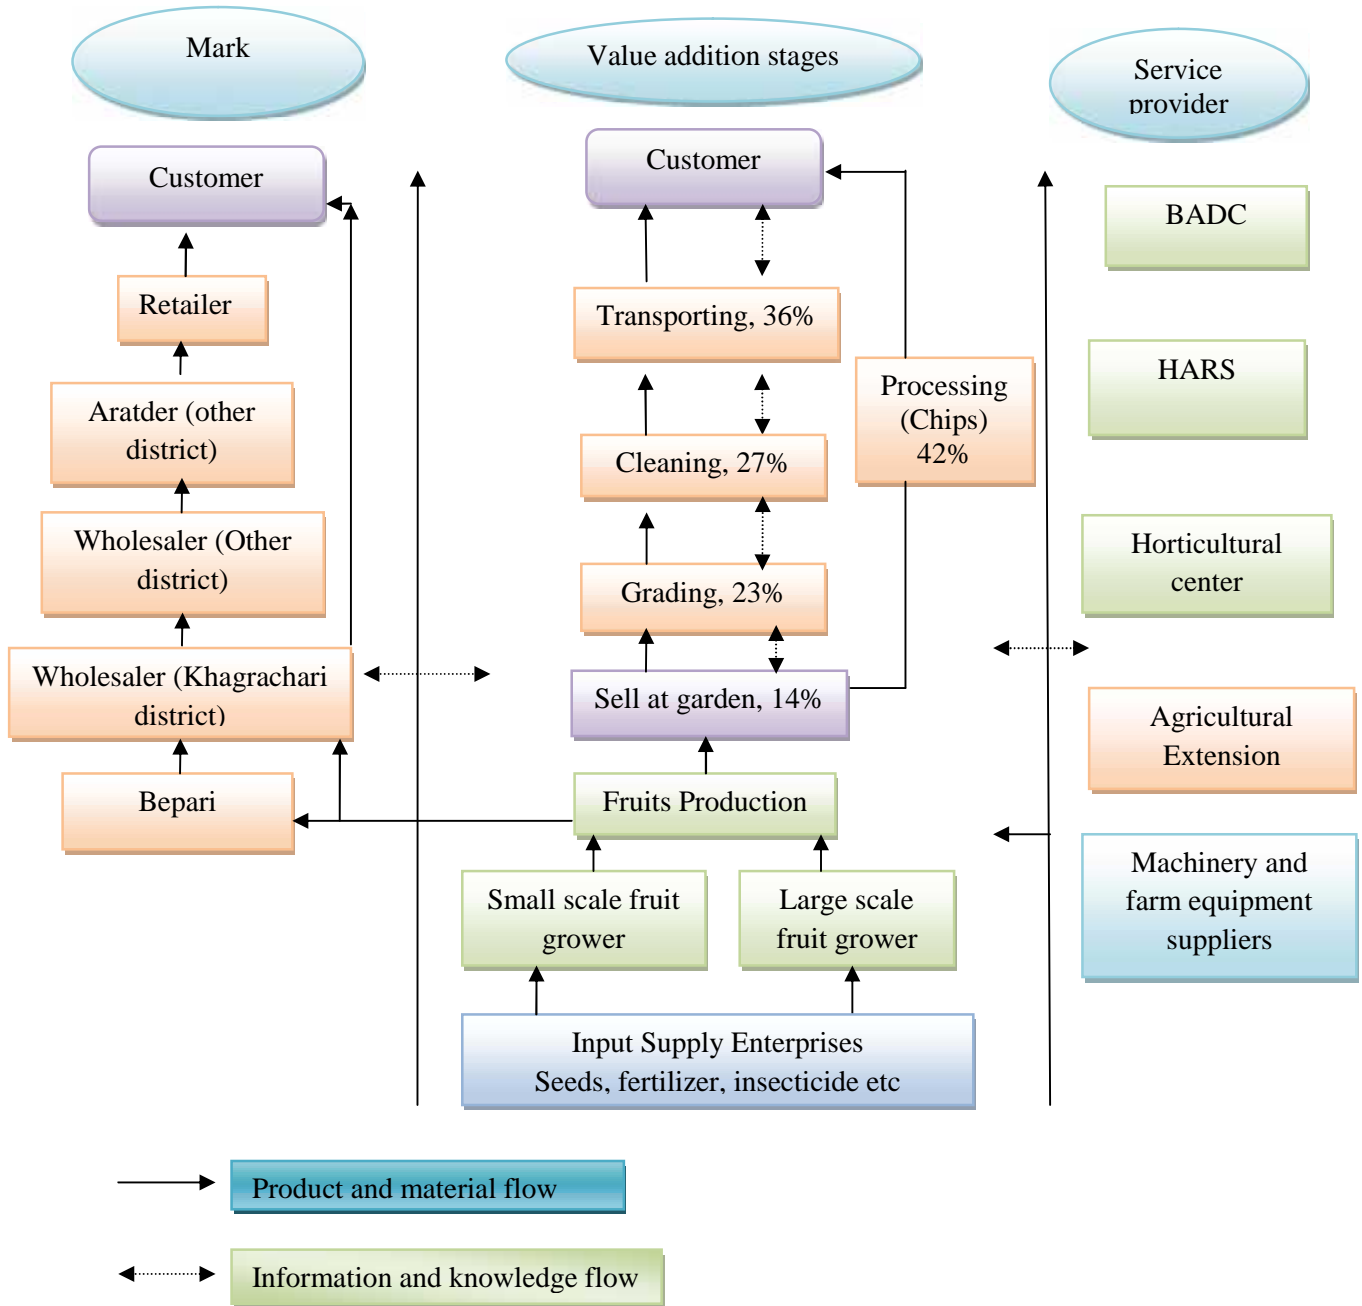 Mark
Value addition stages
Service
provider
Customer
Retailer
Aratder (other
district)
Wholesaler (Other
district)
Wholesaler (Khagrachari
district)
Bepari
Customer
Transporting, 36%
Cleaning, 27%
Grading, 23%
Sell at garden, 14%
Processing
(Chips)
42%
Fruits Production
Small scale fruit
grower
Large scale
fruit grower
Input Supply Enterprises
Seeds, fertilizer, insecticide etc
BADC
HARS
Horticultural
center
Agricultural
Extension
Machinery and
farm equipment
suppliers
Product and material flow
Information and knowledge flow